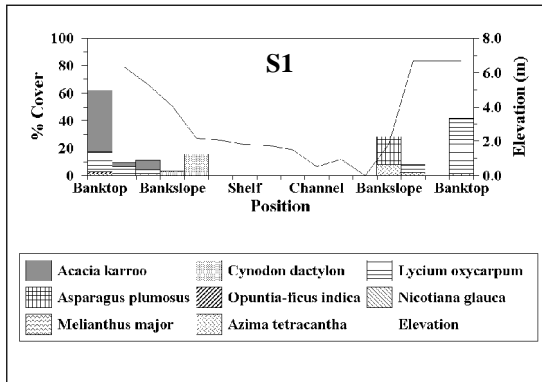 S1
% Cover
100
80
60
40
20
0
8.0
6.0
4.0
2.0
0.0
Elevation (m)
Banktop Bankslope Shelf Channel Bankslope Banktop
Position
Acacia karroo Cynodon dactylon Lycium oxycarpum
Asparagus plumosus Opuntia-ficus indica Nicotiana glauca
Melianthus major Azima tetracantha Elevation